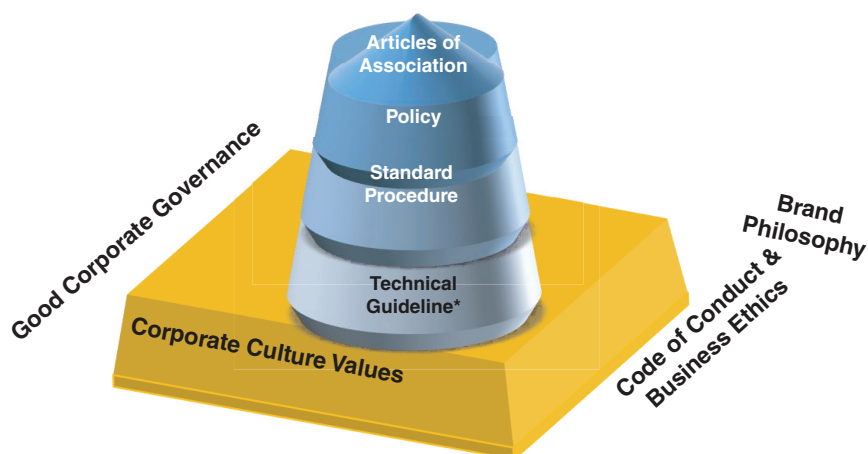 Articles of
Association
Policy
Standard
Procedure
Technical
Guideline*
Good Corporate Governance
Corporate Culture Values
Brand
Philosophy
Code of Conduct &
Business Ethics